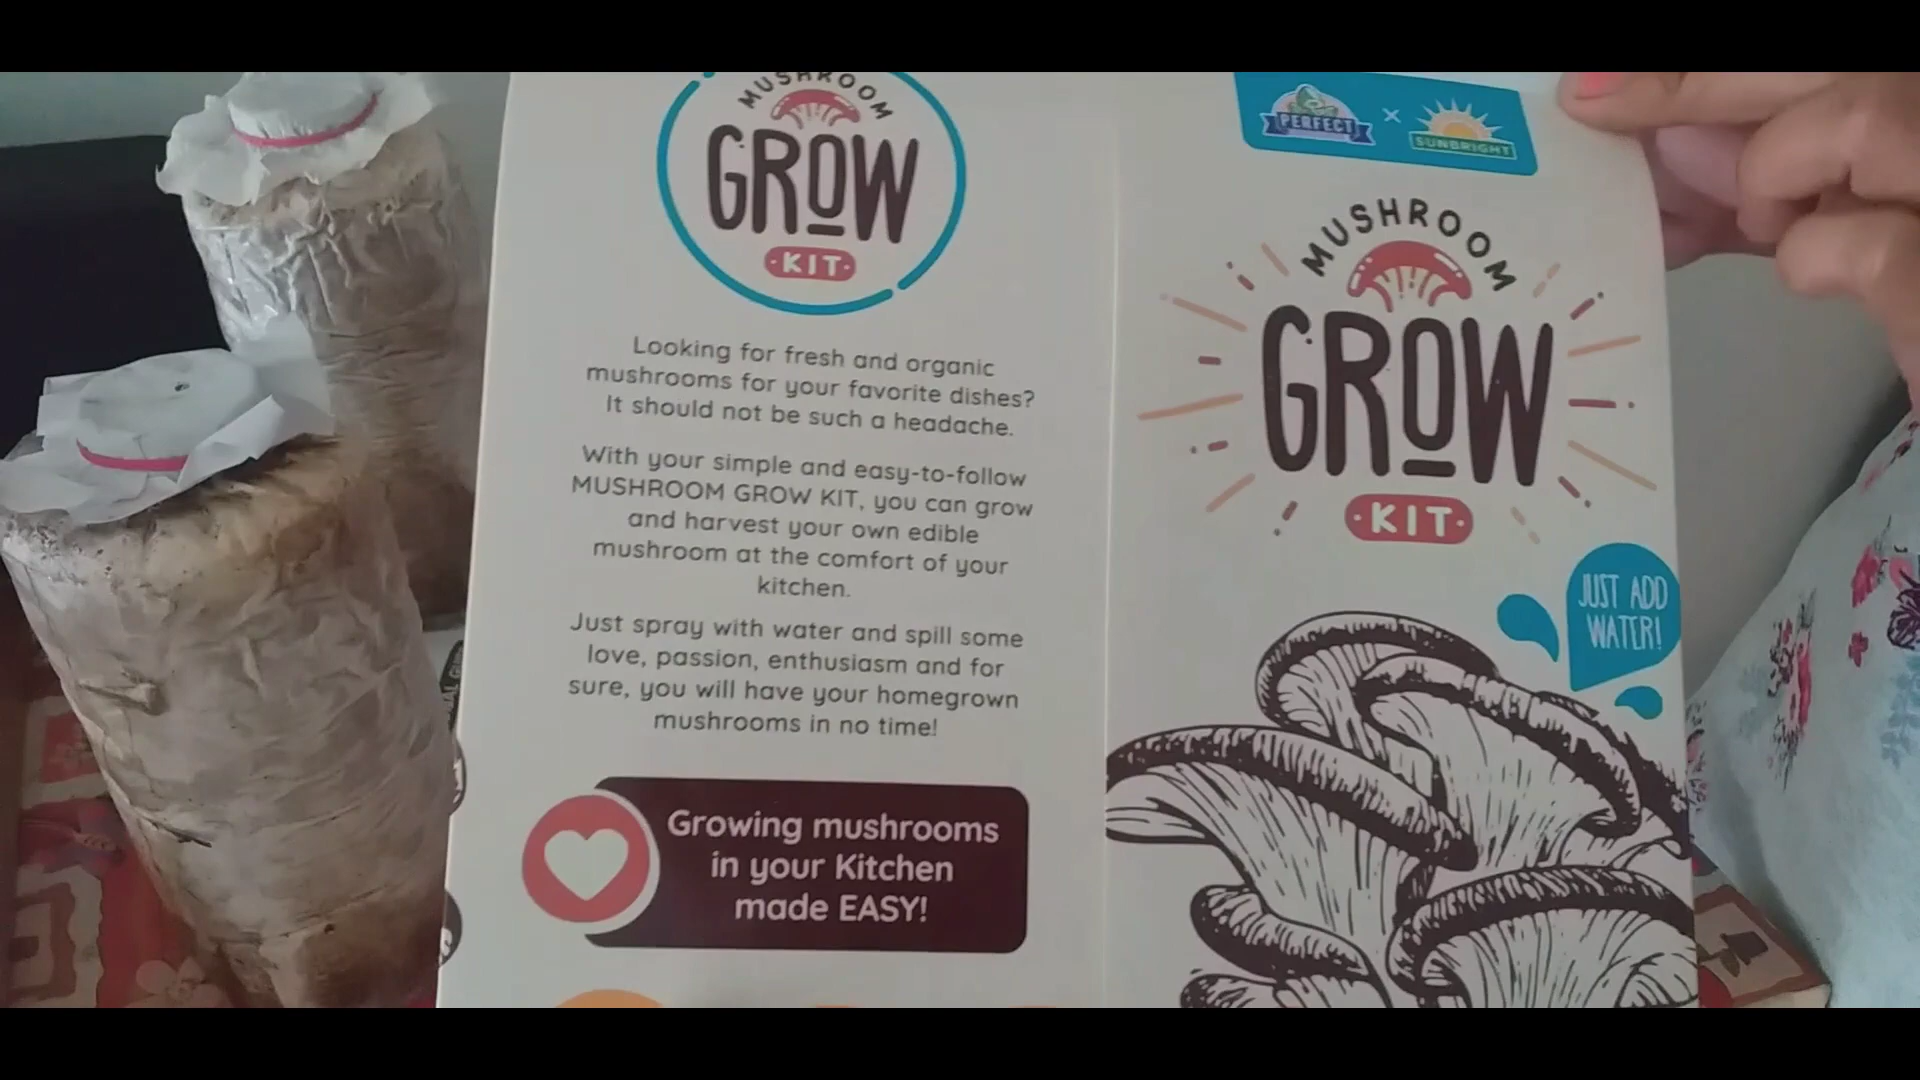 MUSHROOM
GROW
KIT
Looking for fresh and organic
mushrooms for your favorite dishes?
It should not be such a headache.
With your simple and easy-to-follow
MUSHROOM GROW KIT, you can grow
and harvest your own edible
mushroom at the comfort of your
kitchen.
Just spray with water and spill some
love, passion, enthusiasm and for
sure, you will have your homegrown
mushrooms in no time!
Growing mushrooms
in your Kitchen
made EASY!
PERFECT x SUNBRIGHT
MUSHROOM
GROW
KIT
JUST ADD
WATER!